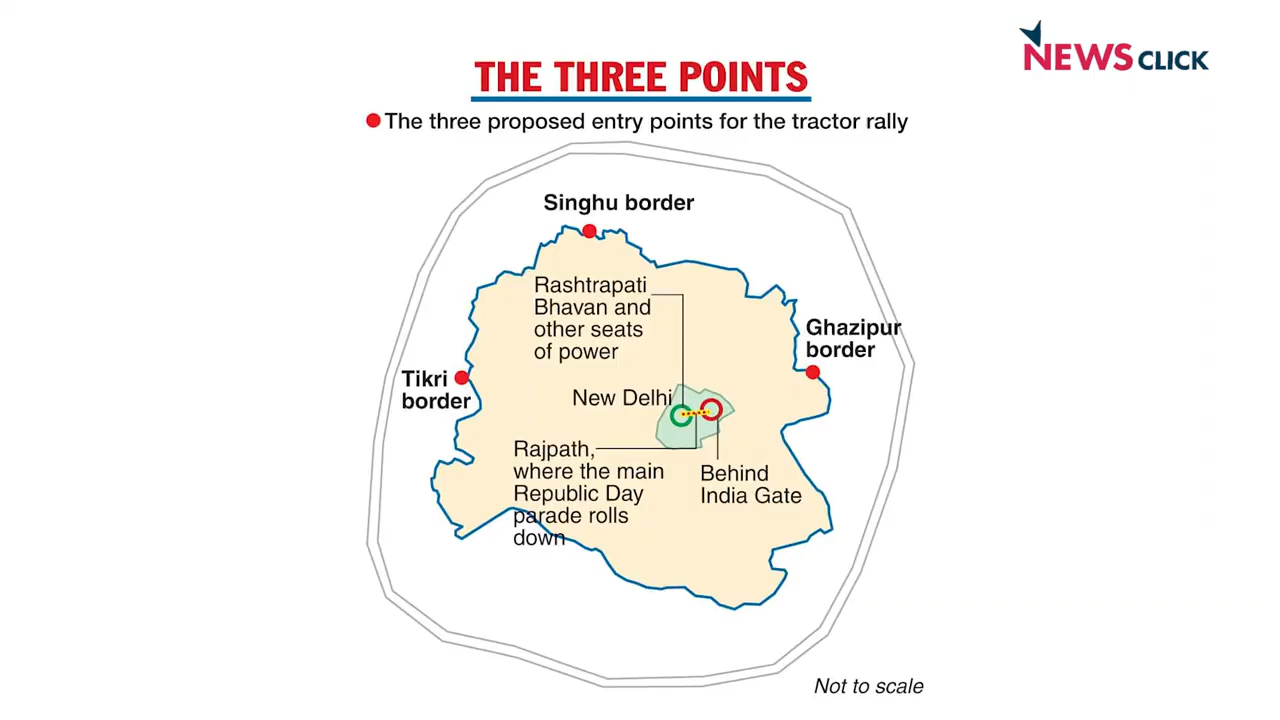 NEWSCLICK
THE THREE POINTS
The three proposed entry points for the tractor rally
Singhu border
Rashtrapati
Bhavan and
other seats
of power
Ghazipur
border
Tikri
border
New Delhi
Rajpath,
where the main
Republic Day
parade rolls
down
Behind
India Gate
Not to scale